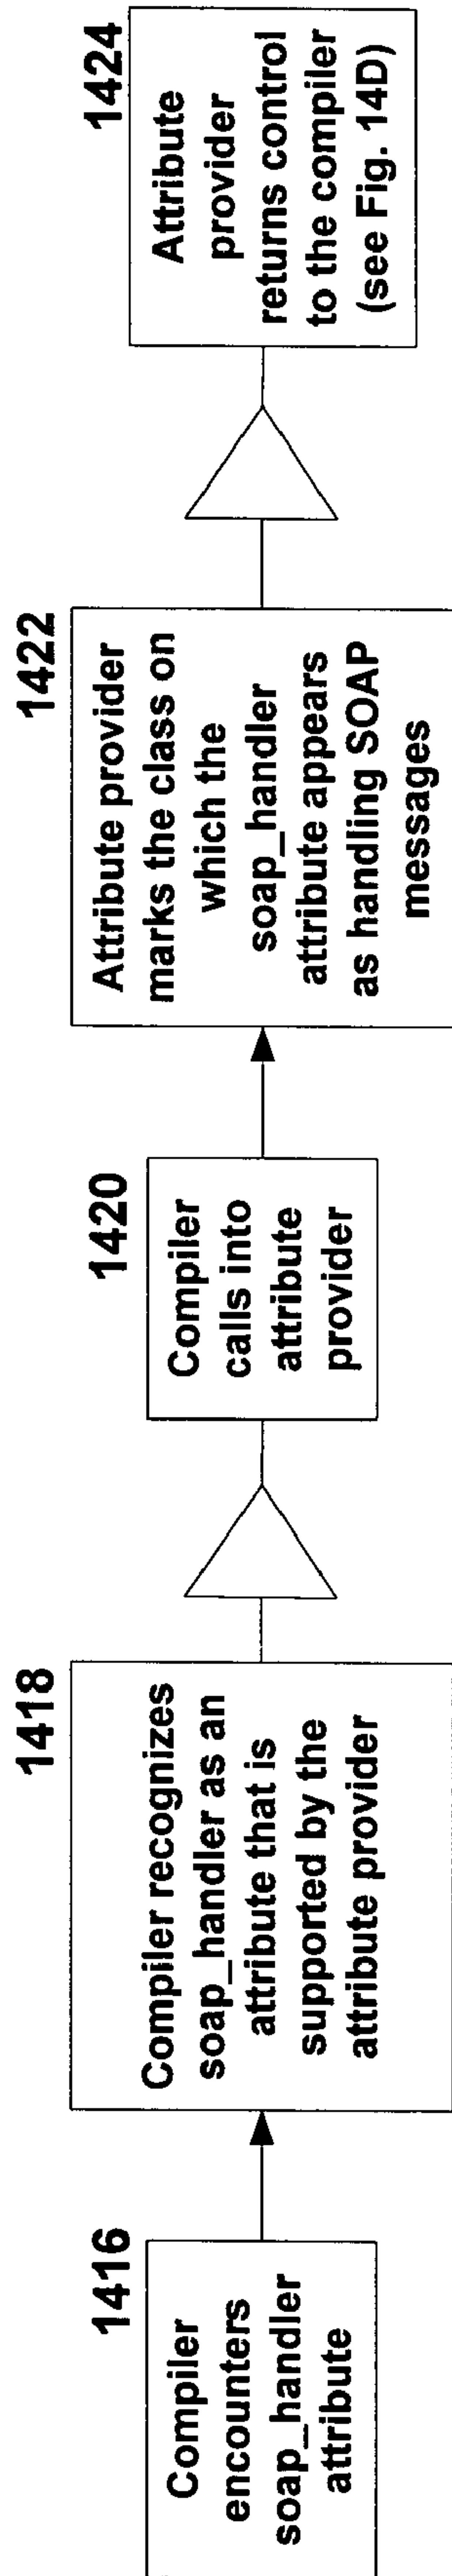 1416
Compiler
encounters
soap_handler
attribute
1418
Compiler recognizes
soap_handler as an
attribute that is
supported by the
attribute provider
1420
Compiler
calls into
attribute
provider
1422
Attribute provider
marks the class on
which the
soap_handler
attribute appears
as handling SOAP
messages
1424
Attribute
provider
returns control
to the compiler
(see Fig. 14D)